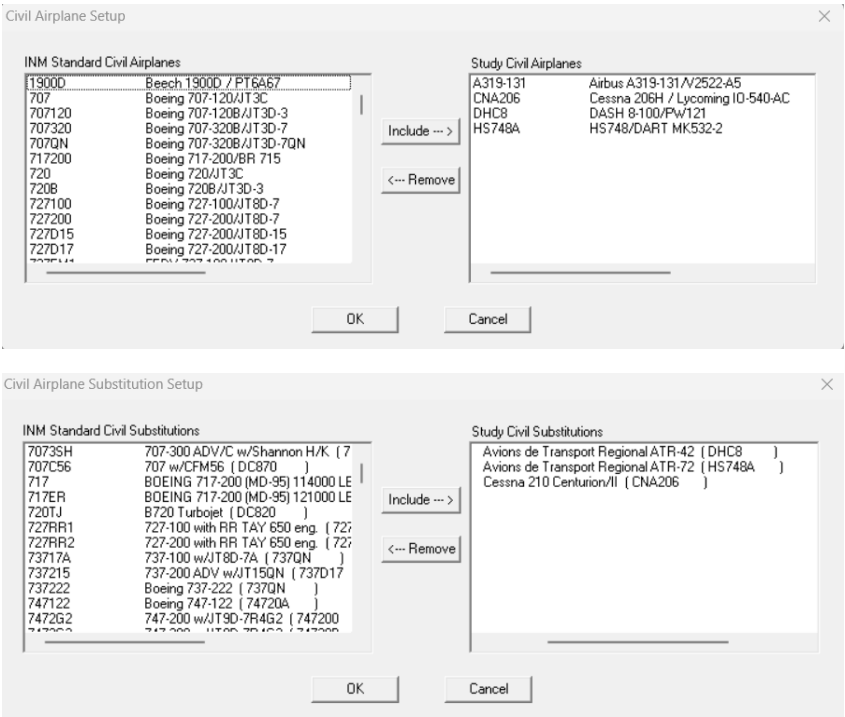 Civil Airplane Setup
INM Standard Civil Airplanes
1900D Beech 1900D / PT6A67
707 Boeing 707-120/JT3C
707120 Boeing 707-120B/JT3D-3
707320 Boeing 707-320B/JT3D-7
707QN Boeing 707-320B/JT3D-7QN
717200 Boeing 717-200/BR 715
720 Boeing 720/JT3C
720B Boeing 720B/JT3D-3
727100 Boeing 727-100/JT8D-7
727200 Boeing 727-200/JT8D-7
727D15 Boeing 727-200/JT8D-15
727D17 Boeing 727-200/JT8D-17
Include --- >
<--- Remove
Study Civil Airplanes
A319-131 Airbus A319-131/V2522-A5
CNA206 Cessna 206H / Lycoming IO-540-AC
DHC8 DASH 8-100/PW121
HS748A HS748/DART MK532-2
OK
Cancel
Civil Airplane Substitution Setup
INM Standard Civil Substitutions
7073SH 707-300 ADV/C w/Shannon H/K ( 7
707C56 707 w/CFM56 ( DC870 )
717 BOEING 717-200 (MD-95) 114000 LE
717ER BOEING 717-200 (MD-95) 121000 LE
720TJ B720 Turbojet ( DC820 )
727RR1 727-100 with RR TAY 650 eng. ( 727
727RR2 727-200 with RR TAY 650 eng. ( 727
73717A 737-100 w/JT8D-7A ( 737QN )
737215 737-200 ADV w/JT15QN ( 737D17
737222 Boeing 737-222 ( 737QN )
747122 Boeing 747-122 ( 74720A )
7472G2 747-200 w/JT9D-7R4G2 ( 747200
Include --- >
<--- Remove
Study Civil Substitutions
Avions de Transport Regional ATR-42 ( DHC8 )
Avions de Transport Regional ATR-72 ( HS748A )
Cessna 210 Centurion/II ( CNA206 )
OK
Cancel